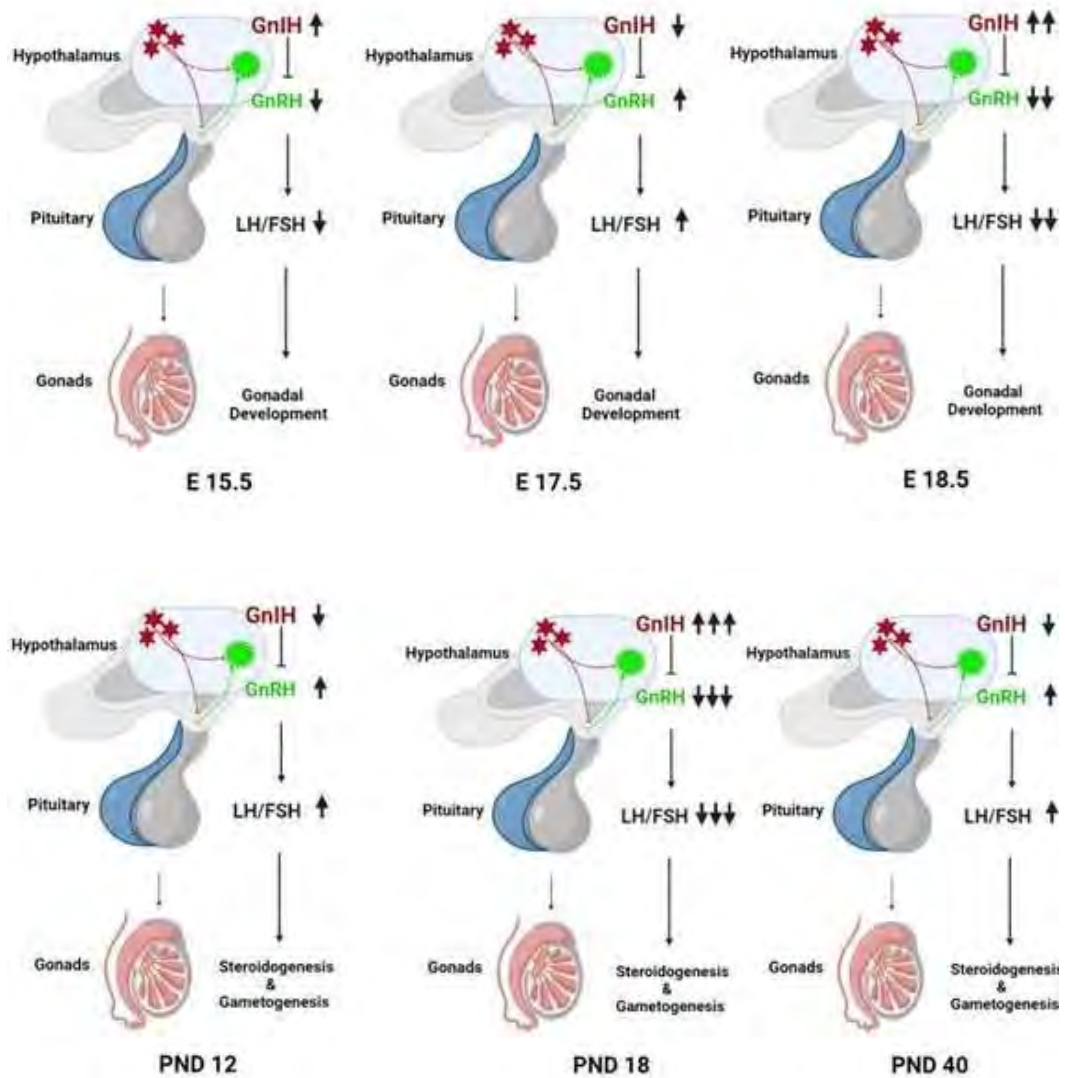 GnIH
Hypothalamus
GnRH
Pituitary
LH/FSH
Gonads
Gonadal
Development
E 15.5
GnIH
Hypothalamus
GnRH
Pituitary
LH/FSH
Gonads
Gonadal
Development
E 17.5
GnIH
Hypothalamus
GnRH
Pituitary
LH/FSH
Gonads
Gonadal
Development
E 18.5
GnIH
Hypothalamus
GnRH
Pituitary
LH/FSH
Gonads
Steroidogenesis
&
Gametogenesis
PND 12
GnIH
Hypothalamus
GnRH
Pituitary
LH/FSH
Gonads
Steroidogenesis
&
Gametogenesis
PND 18
GnIH
Hypothalamus
GnRH
Pituitary
LH/FSH
Gonads
Steroidogenesis
&
Gametogenesis
PND 40